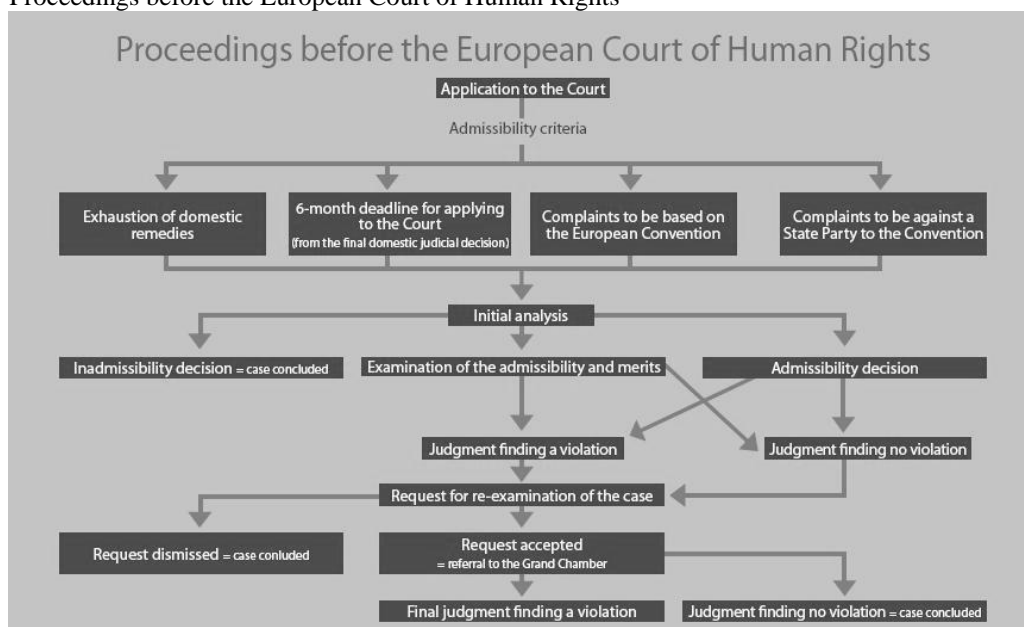 Proceedings before the European Court of Human Rights
Proceedings before the European Court of Human Rights
Application to the Court
Admissibility criteria
Exhaustion of domestic
remedies
6-month deadline for applying
to the Court
(from the final domestic judicial decision)
Complaints to be based on
the European Convention
Complaints to be against a
State Party to the Convention
Initial analysis
Inadmissibility decision = case concluded
Examination of the admissibility and merits
Admissibility decision
Judgment finding a violation
Judgment finding no violation
Request for re-examination of the case
Request dismissed = case conluded
Request accepted
= referral to the Grand Chamber
Final judgment finding a violation
Judgment finding no violation = case concluded